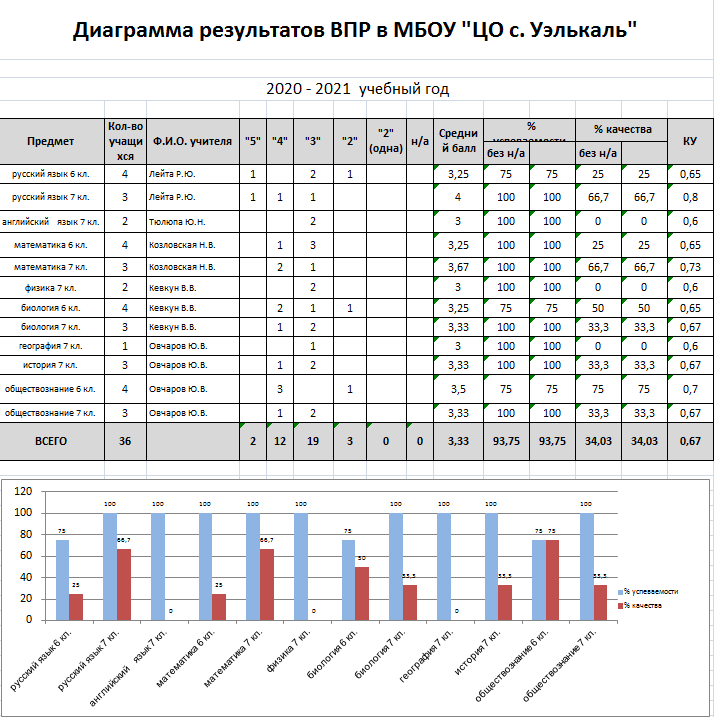 Диаграмма результатов ВПР в МБОУ "ЦО с. Уэлькаль"
2020 - 2021 учебный год
Предмет Кол-во учащи хся Ф.И.О. учителя "5" "4" "3" "2" "2" (одна) н/а Средни й балл % успеваемости без н/а % качества без н/а КУ
русский язык 6 кл. 4 Лейта Р.Ю. 1 2 1 3,25 75 75 25 25 0,65
русский язык 7 кл. 3 Лейта Р.Ю. 1 1 1 4 100 100 66,7 66,7 0,8
английский язык 7 кл. 2 Тюлюпа Ю.Н. 2 3 100 100 0 0 0,6
математика 6 кл. 4 Козловская Н.В. 1 3 3,25 100 100 25 25 0,65
математика 7 кл. 3 Козловская Н.В. 2 1 3,67 100 100 66,7 66,7 0,73
физика 7 кл. 2 Кевкун В.В. 2 3 100 100 0 0 0,6
биология 6 кл. 4 Кевкун В.В. 2 1 1 3,25 75 75 50 50 0,65
биология 7 кл. 3 Кевкун В.В. 1 2 3,33 100 100 33,3 33,3 0,67
география 7 кл. 1 Овчаров Ю.В. 1 3 100 100 0 0 0,6
история 7 кл. 3 Овчаров Ю.В. 1 2 3,33 100 100 33,3 33,3 0,67
обществознание 6 кл. 4 Овчаров Ю.В. 3 1 3,5 75 75 75 75 0,7
обществознание 7 кл. 3 Овчаров Ю.В. 1 2 3,33 100 100 33,3 33,3 0,67
ВСЕГО 36 2 12 19 3 0 0 3,33 93,75 93,75 34,03 34,03 0,67
120
100
80
60
40
20
0
75 25 100 66,7 100 0 100 25 100 66,7 100 0 75 50 100 33,3 100 0 100 33,3 75 75 100 33,3
% успеваемости
% качества
русский язык 6 кл.
русский язык 7 кл.
английский язык 7 кл.
математика 6 кл.
математика 7 кл.
физика 7 кл.
биология 6 кл.
биология 7 кл.
география 7 кл.
история 7 кл.
обществознание 6 кл.
обществознание 7 кл.